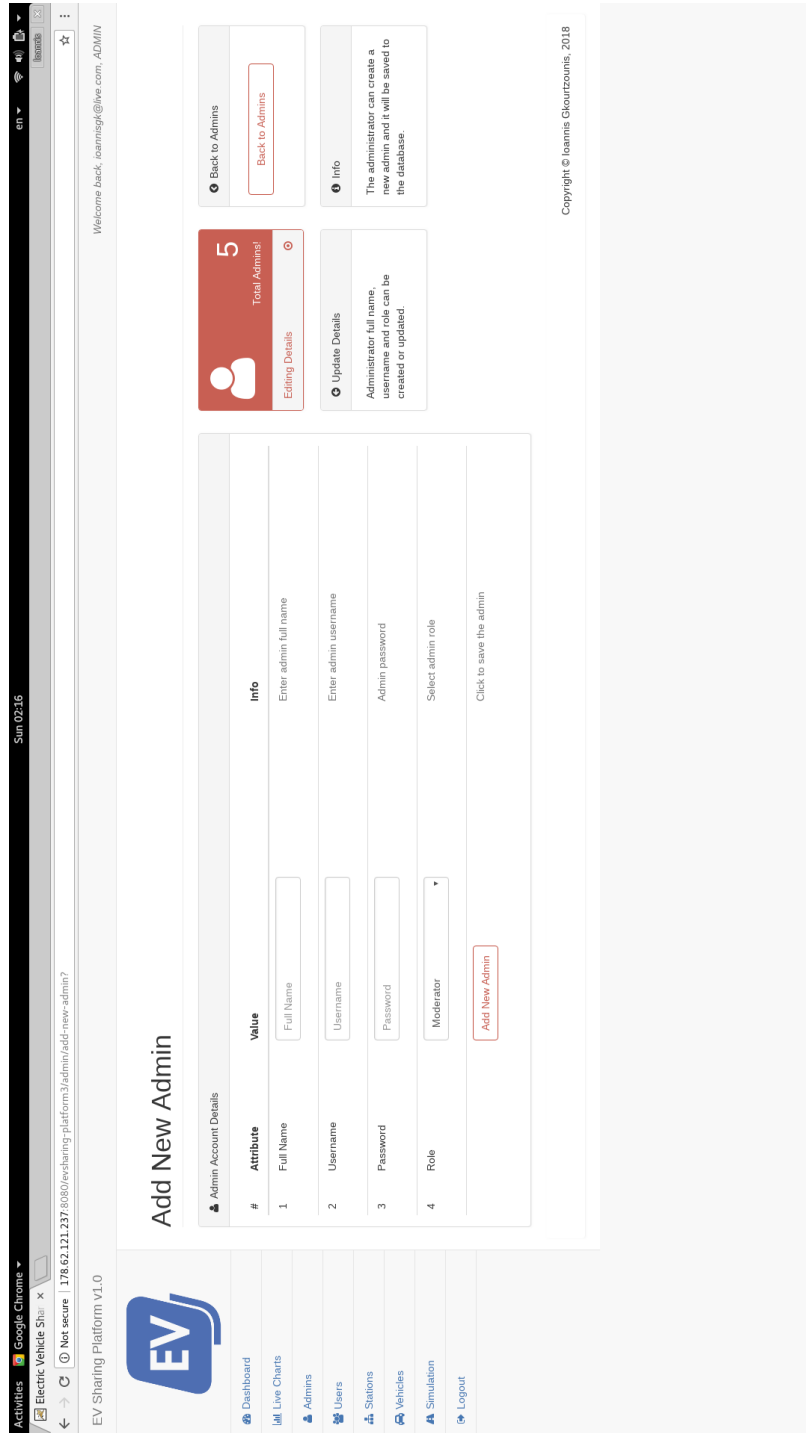 Activities Google Chrome ▾ Sun 02:16 en ▾
Electric Vehicle Sha ×
Not secure | 178.62.121.237:8080/evsharing-platform3/admin/add-new-admin?
EV Sharing Platform v1.0 Welcome back, ioannisgk@live.com, ADMIN
EV
Dashboard
Live Charts
Admins
Users
Stations
Vehicles
Simulation
Logout
Add New Admin
Admin Account Details
# Attribute Value Info
1 Full Name Full Name Enter admin full name
2 Username Username Enter admin username
3 Password Password Admin password
4 Role Moderator Select admin role
Add New Admin Click to save the admin
5
Total Admins!
Editing Details
Back to Admins
Back to Admins
Update Details
Administrator full name,
username and role can be
created or updated.
Info
The administrator can create a
new admin and it will be saved to
the database.
Copyright © Ioannis Gkourtzounis, 2018